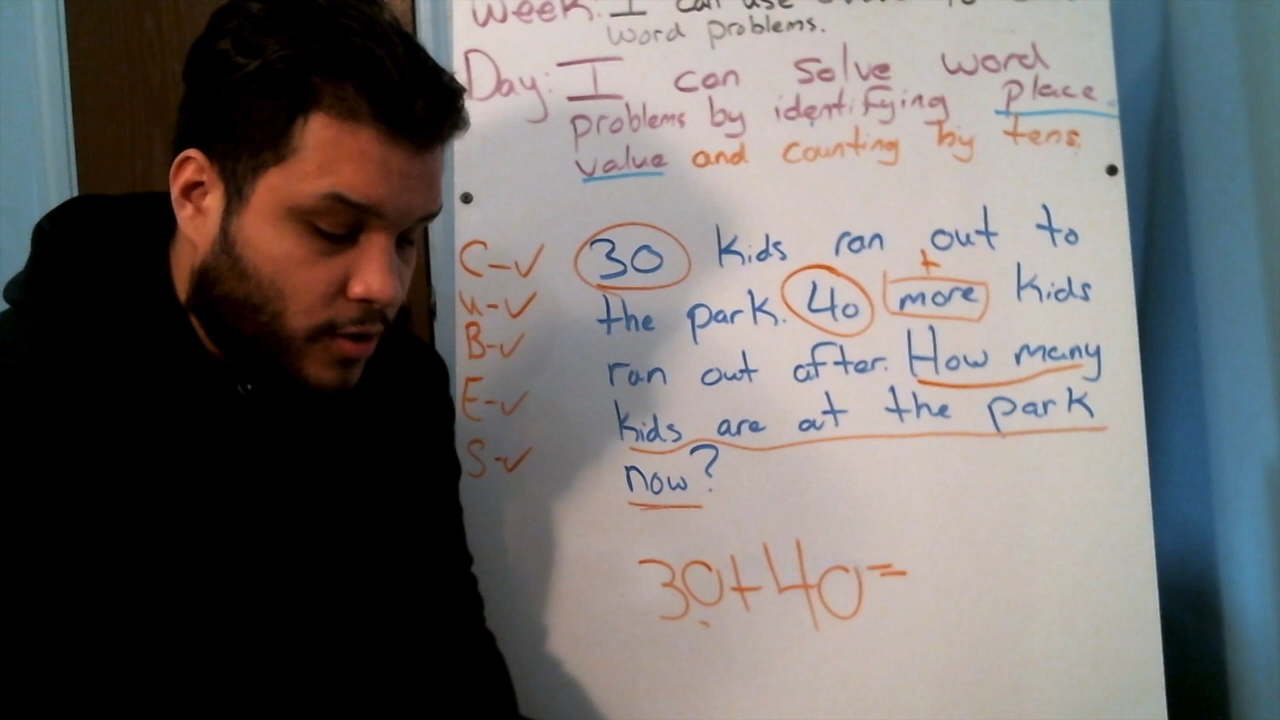 Week: I can use
word problems.
Day: I can solve word
problems by identifying place
value and counting by tens.
C-✓ 30 kids ran out to
+
U-✓ the park. 40 more kids
B-✓ ran out after. How many
E-✓ kids are at the park
S-✓ now?
30+40=